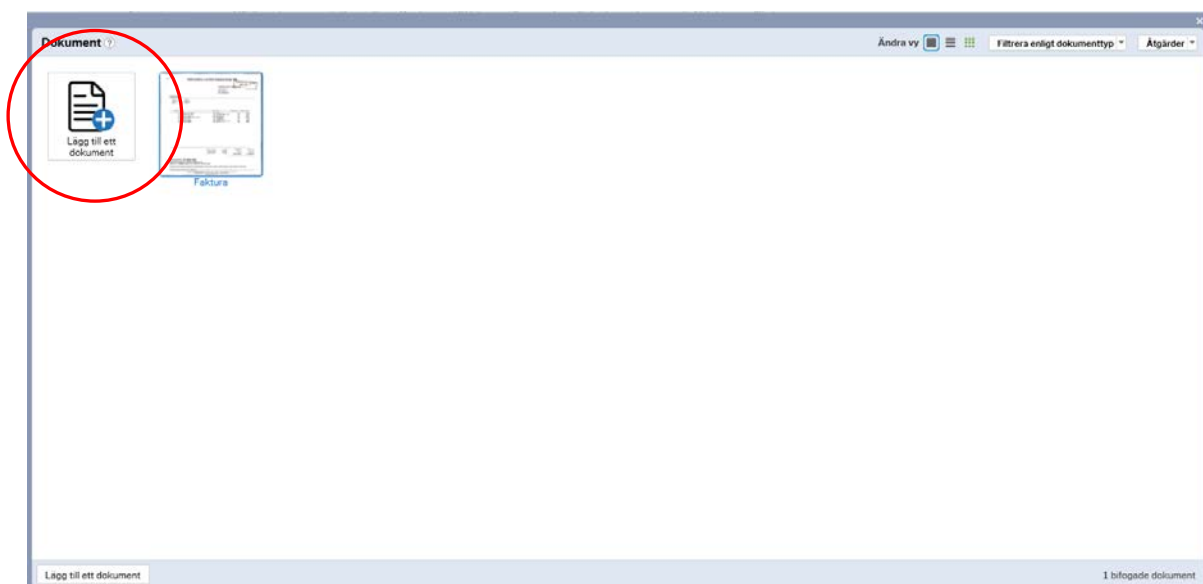 Dokument ?
Ändra vy
Filtrera enligt dokumenttyp
Åtgärder
Lägg till ett
dokument
Faktura
Lägg till ett dokument
1 bifogade dokument